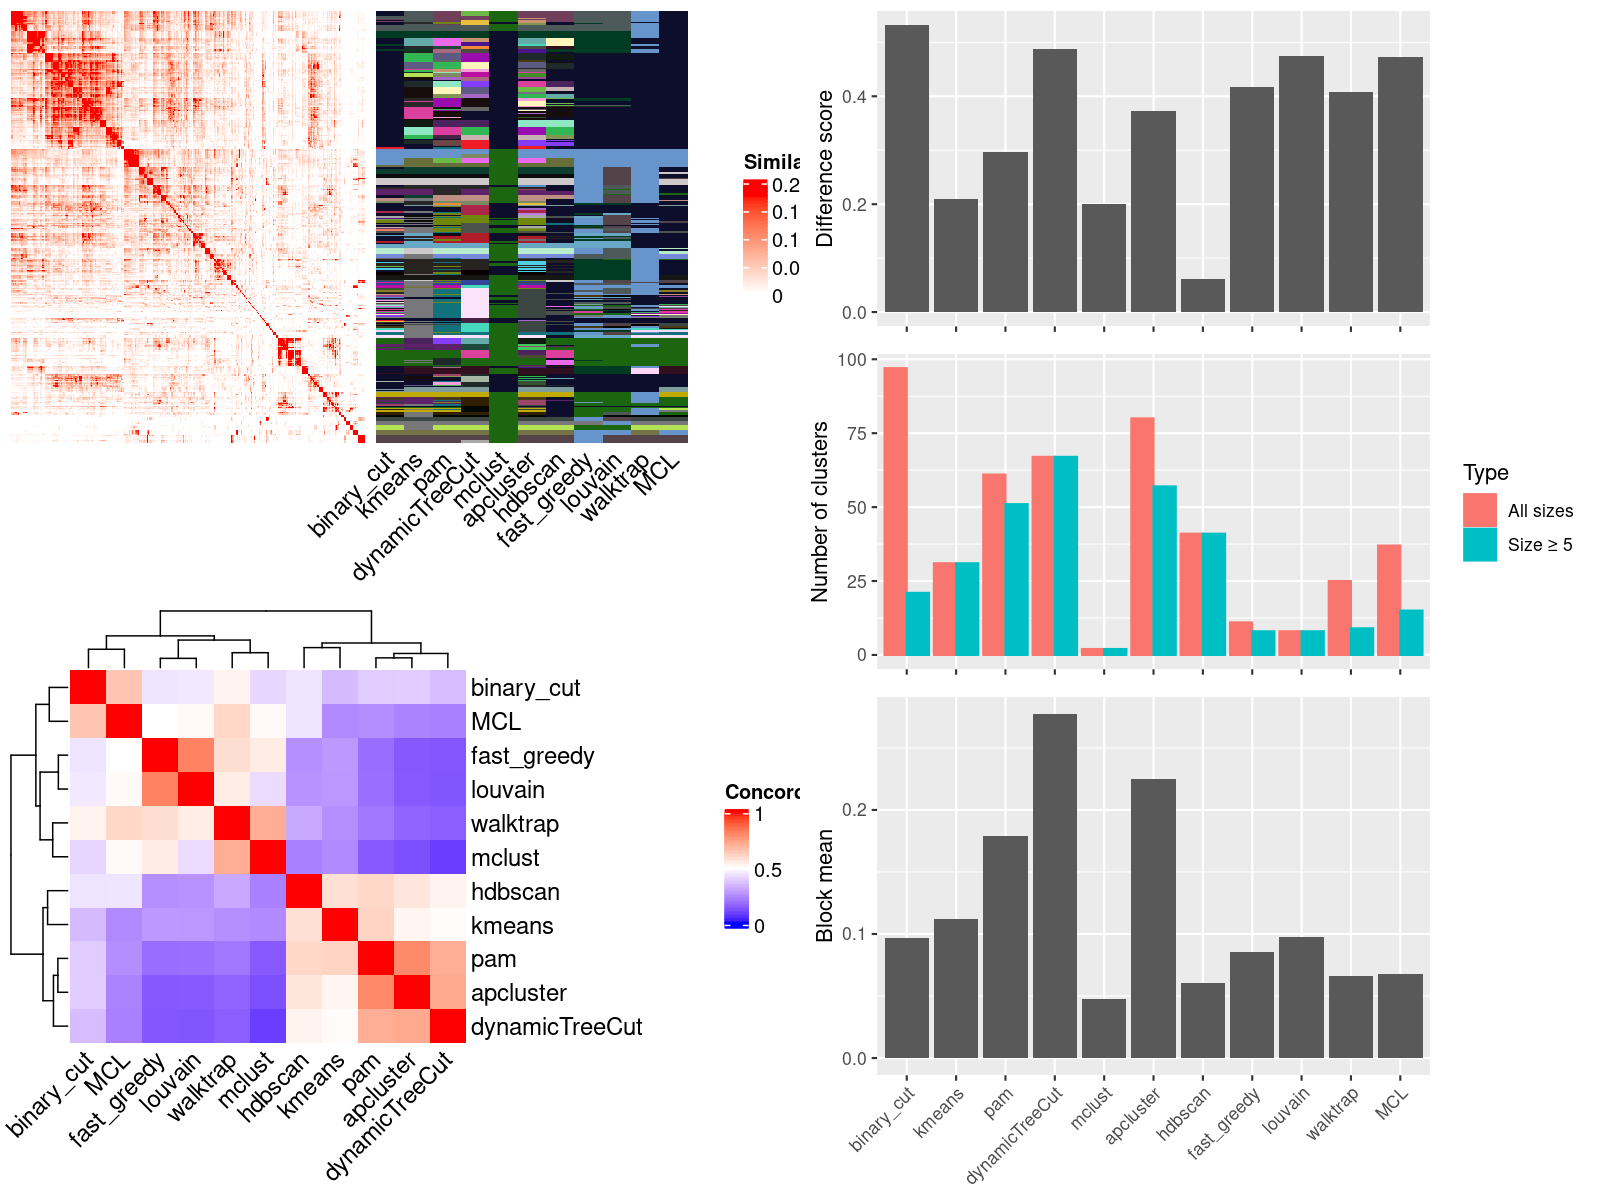 Simila
0.2
0.1
0.1
0.0
0
binary_cut
kmeans
pam
dynamicTreeCut
mclust
apcluster
hdbscan
fast_greedy
louvain
walktrap
MCL
binary_cut
MCL
fast_greedy
louvain
walktrap
mclust
hdbscan
kmeans
pam
apcluster
dynamicTreeCut
binary_cut
MCL
fast_greedy
louvain
walktrap
mclust
hdbscan
kmeans
pam
apcluster
dynamicTreeCut
Concord
1
0.5
0
Difference score
0.4
0.2
0.0
Number of clusters
100
75
50
25
0
Type
All sizes
Size ≥ 5
Block mean
0.2
0.1
0.0
binary_cut
kmeans
pam
dynamicTreeCut
mclust
apcluster
hdbscan
fast_greedy
louvain
walktrap
MCL